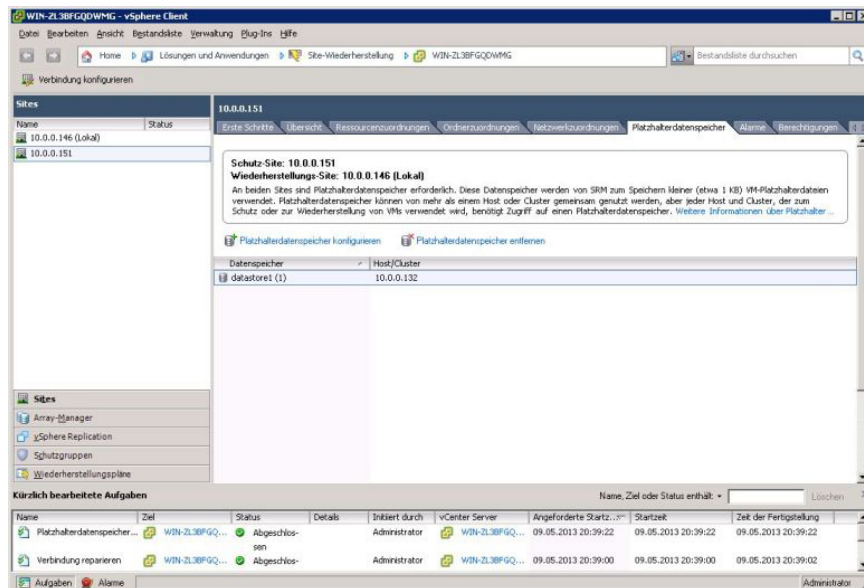 WIN-ZL3BFGQDWMG - vSphere Client
Datei Bearbeiten Ansicht Bestandsliste Verwaltung Plug-Ins Hilfe
Home Lösungen und Anwendungen Site-Wiederherstellung WIN-ZL3BFGQDWMG Bestandsliste durchsuchen
Verbindung konfigurieren
Sites
Name Status
10.0.0.146 (Lokal)
10.0.0.151
10.0.0.151
Erste Schritte Übersicht Ressourcenzuordnungen Ordnerzuordnungen Netzwerkzuordnungen Platzhalterdatenspeicher Alarme Berechtigungen
Schutz-Site: 10.0.0.151
Wiederherstellungs-Site: 10.0.0.146 (Lokal)
An beiden Sites sind Platzhalterdatenspeicher erforderlich. Diese Datenspeicher werden von SRM zum Speichern kleiner (etwa 1 KB) VM-Platzhalterdateien
verwendet. Platzhalterdatenspeicher können von mehr als einem Host oder Cluster gemeinsam genutzt werden, aber jeder Host und Cluster, der zum
Schutz oder zur Wiederherstellung von VMs verwendet wird, benötigt Zugriff auf einen Platzhalterdatenspeicher. Weitere Informationen über Platzhalter ...
Platzhalterdatenspeicher konfigurieren Platzhalterdatenspeicher entfernen
Datenspeicher Host/Cluster
datastore1 (1) 10.0.0.132
Sites
Array-Manager
vSphere Replication
Schutzgruppen
Wiederherstellungspläne
Kürzlich bearbeitete Aufgaben Name, Ziel oder Status enthält: Löschen
Name Ziel Status Details Initiiert durch vCenter Server Angeforderte Startz... Startzeit Zeit der Fertigstellung
Platzhalterdatenspeicher... WIN-ZL3BFGQ... Abgeschlos- Administrator WIN-ZL3BFGQ... 09.05.2013 20:39:22 09.05.2013 20:39:22 09.05.2013 20:39:22
sen
Verbindung reparieren WIN-ZL3BFGQ... Abgeschlos- Administrator WIN-ZL3BFGQ... 09.05.2013 20:39:00 09.05.2013 20:39:00 09.05.2013 20:39:02
Aufgaben Alarme Administrator